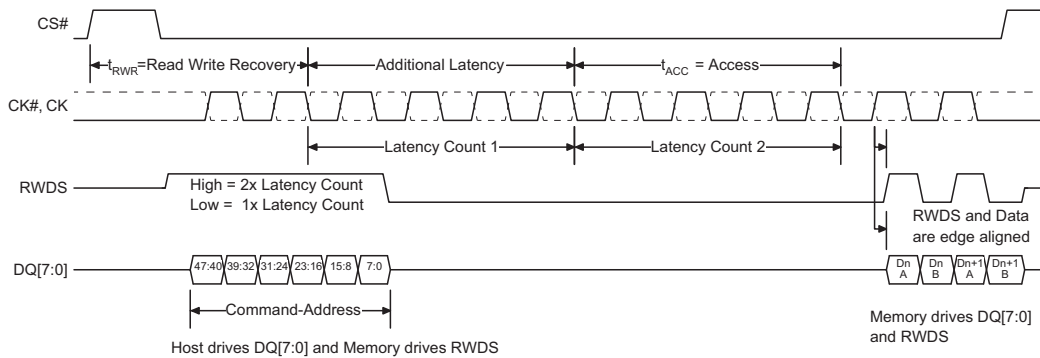 CS#
t_RWR=Read Write Recovery
Additional Latency
t_ACC = Access
CK#, CK
Latency Count 1
Latency Count 2
RWDS
High = 2x Latency Count
Low = 1x Latency Count
RWDS and Data
are edge aligned
DQ[7:0]
47:40 39:32 31:24 23:16 15:8 7:0
Dn A
Dn B
Dn+1 A
Dn+1 B
Command-Address
Host drives DQ[7:0] and Memory drives RWDS
Memory drives DQ[7:0]
and RWDS